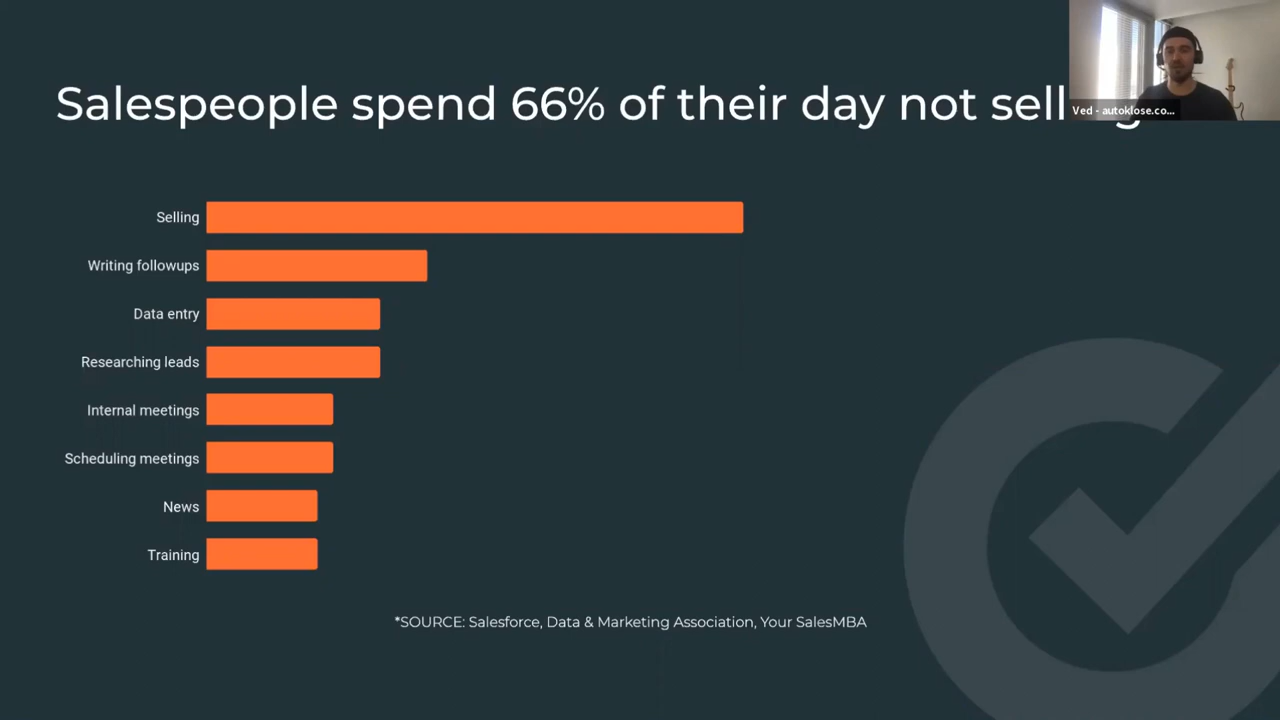 Salespeople spend 66% of their day not sell g
Ved - autoklose.co...
Selling
Writing followups
Data entry
Researching leads
Internal meetings
Scheduling meetings
News
Training
*SOURCE: Salesforce, Data & Marketing Association, Your SalesMBA